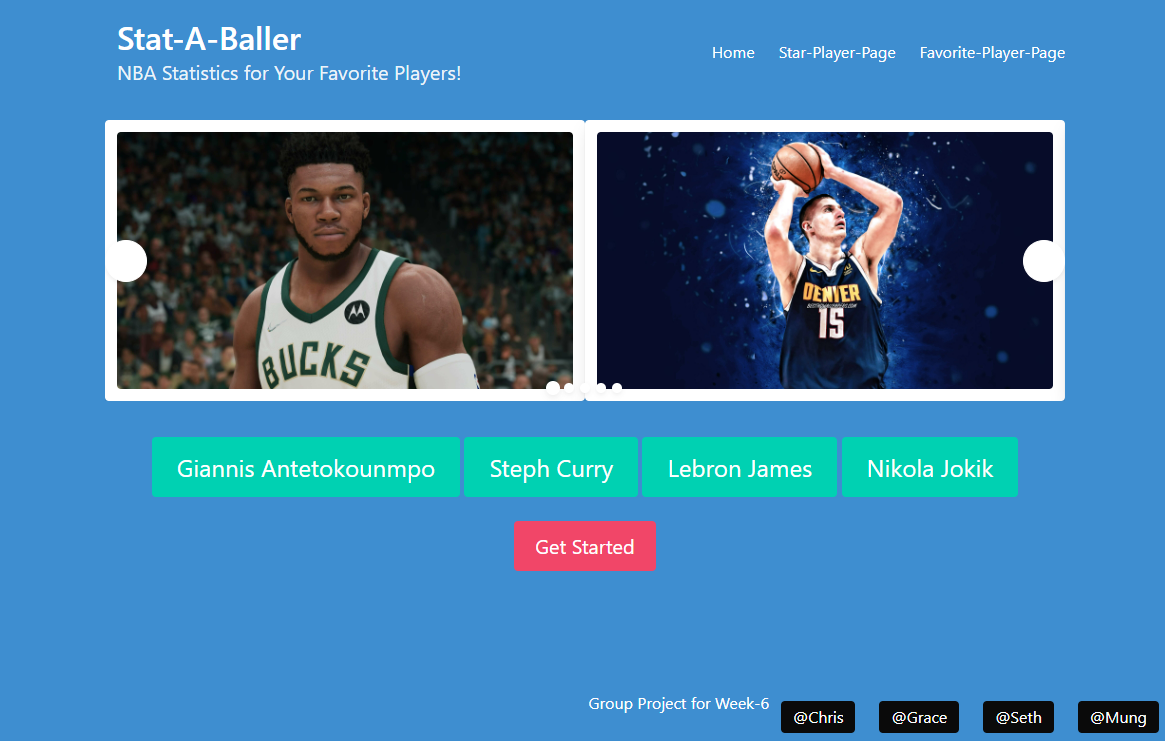 Stat-A-Baller
NBA Statistics for Your Favorite Players!
Home Star-Player-Page Favorite-Player-Page
BUCKS
DENVER
15
Giannis Antetokounmpo Steph Curry Lebron James Nikola Jokik
Get Started
Group Project for Week-6 @Chris @Grace @Seth @Mung